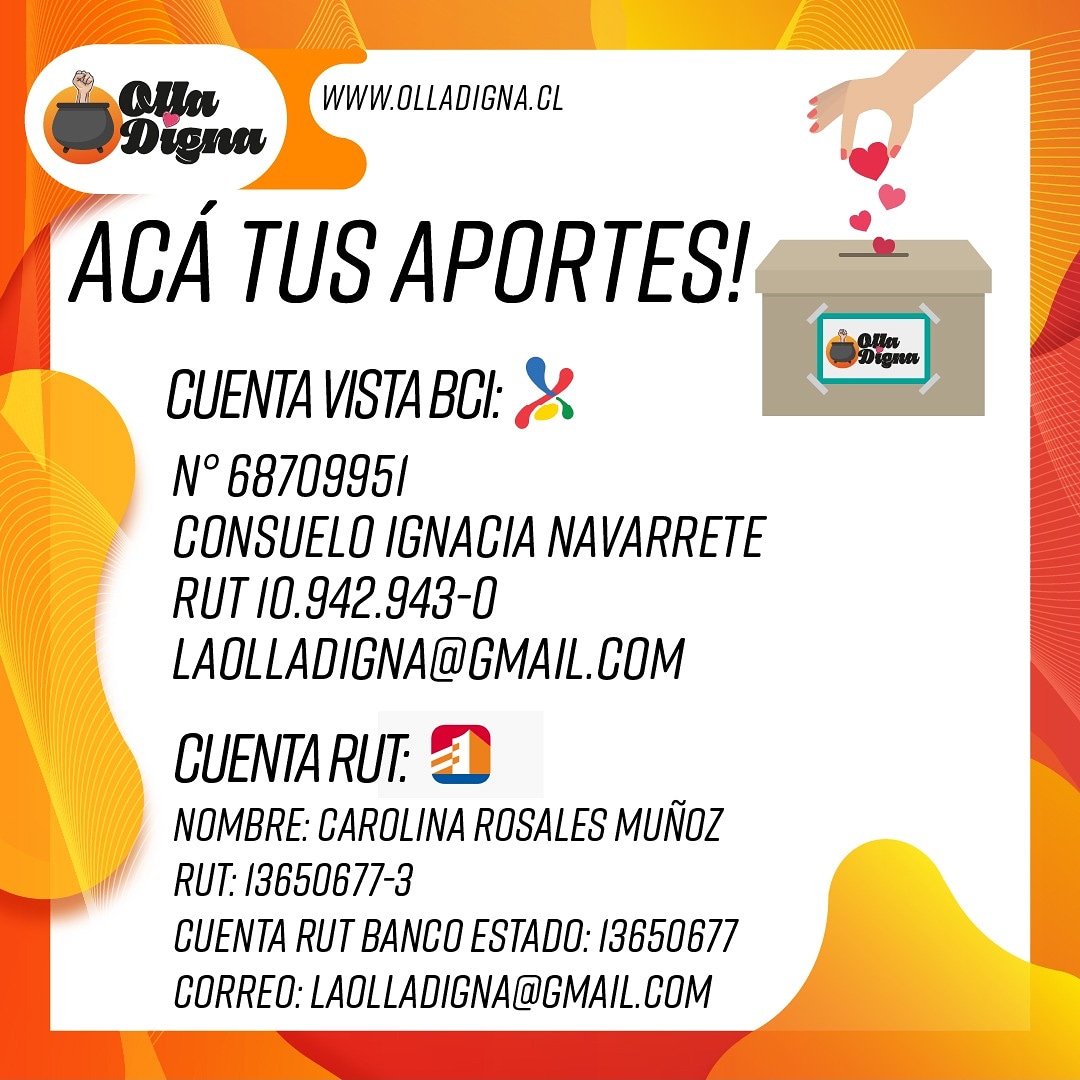 Olla
Digna
WWW.OLLADIGNA.CL
ACÁ TUS APORTES!
Olla
Digna
CUENTA VISTA BCI:
N° 68709951
CONSUELO IGNACIA NAVARRETE
RUT 10.942.943-0
LAOLLADIGNA@GMAIL.COM
CUENTA RUT:
NOMBRE: CAROLINA ROSALES MUÑOZ
RUT: 13650677-3
CUENTA RUT BANCO ESTADO: 13650677
CORREO: LAOLLADIGNA@GMAIL.COM